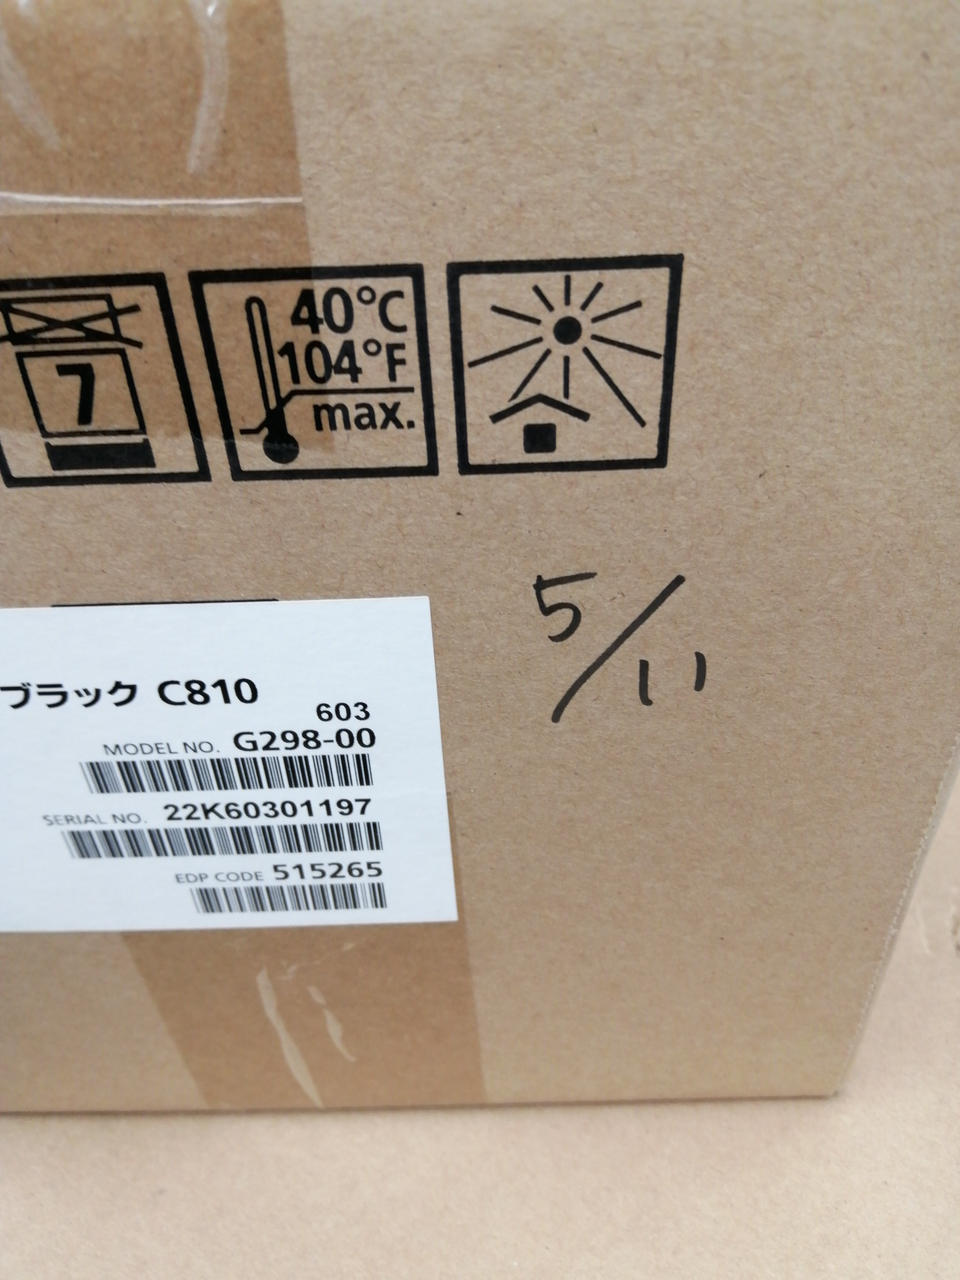 7
40°C
104°F
max.
5/11
ブラック C810
603
MODEL NO. G298-00
SERIAL NO. 22K60301197
EDP CODE 515265